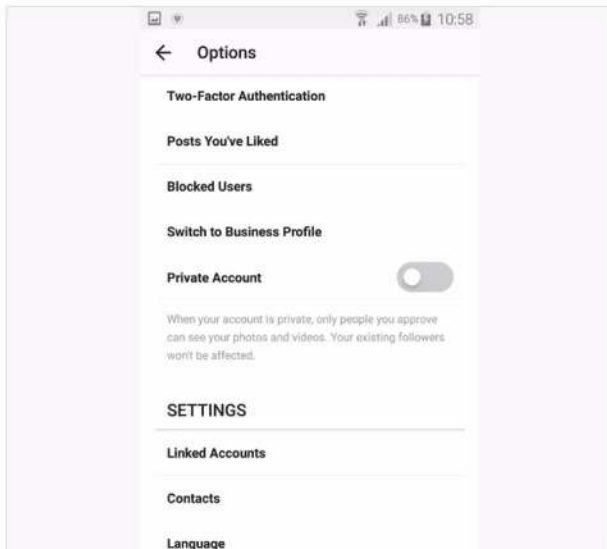 86% 10:58
Options
Two-Factor Authentication
Posts You've Liked
Blocked Users
Switch to Business Profile
Private Account
When your account is private, only people you approve
can see your photos and videos. Your existing followers
won't be affected.
SETTINGS
Linked Accounts
Contacts
Language